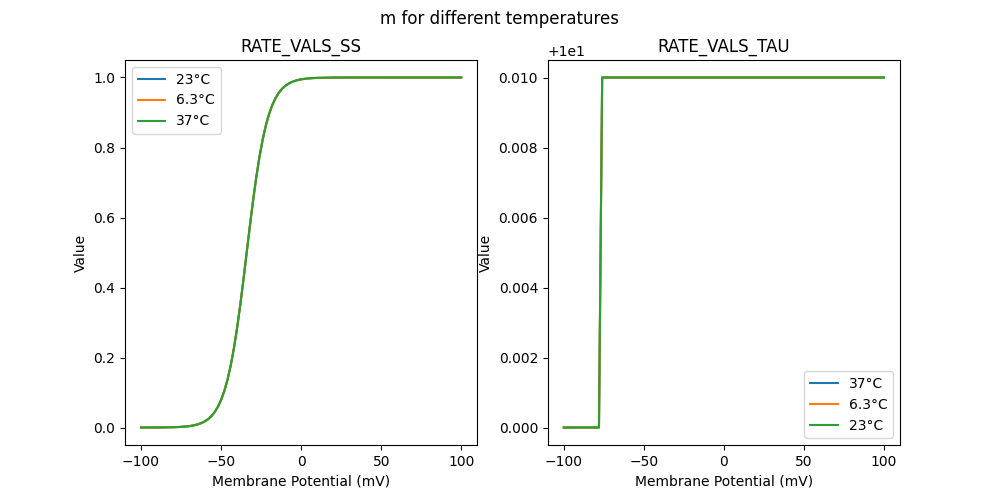 m for different temperatures
RATE_VALS_SS
1.0
0.8
0.6
0.4
0.2
0.0
Value
23°C
6.3°C
37°C
−100
−50
0
50
100
Membrane Potential (mV)
RATE_VALS_TAU
+1e1
0.010
0.008
0.006
0.004
0.002
0.000
Value
37°C
6.3°C
23°C
−100
−50
0
50
100
Membrane Potential (mV)